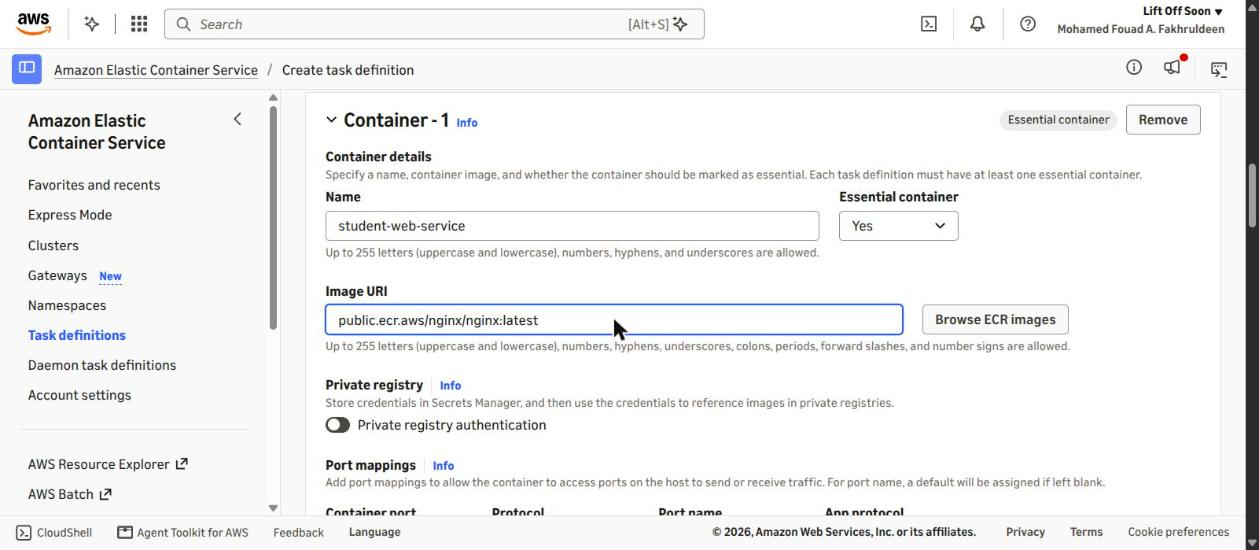 aws
Search
[Alt+S]
Lift Off Soon
Mohamed Fouad A. Fakhruldeen
Amazon Elastic Container Service / Create task definition
Amazon Elastic
Container Service
Favorites and recents
Express Mode
Clusters
Gateways New
Namespaces
Task definitions
Daemon task definitions
Account settings
AWS Resource Explorer
AWS Batch
Container - 1 Info
Essential container
Remove
Container details
Specify a name, container image, and whether the container should be marked as essential. Each task definition must have at least one essential container.
Name
Essential container
student-web-service
Yes
Up to 255 letters (uppercase and lowercase), numbers, hyphens, and underscores are allowed.
Image URI
public.ecr.aws/nginx/nginx:latest
Browse ECR images
Up to 255 letters (uppercase and lowercase), numbers, hyphens, underscores, colons, periods, forward slashes, and number signs are allowed.
Private registry Info
Store credentials in Secrets Manager, and then use the credentials to reference images in private registries.
Private registry authentication
Port mappings Info
Add port mappings to allow the container to access ports on the host to send or receive traffic. For port name, a default will be assigned if left blank.
Container port Protocol Port name App protocol
CloudShell Agent Toolkit for AWS Feedback Language © 2026, Amazon Web Services, Inc. or its affiliates. Privacy Terms Cookie preferences